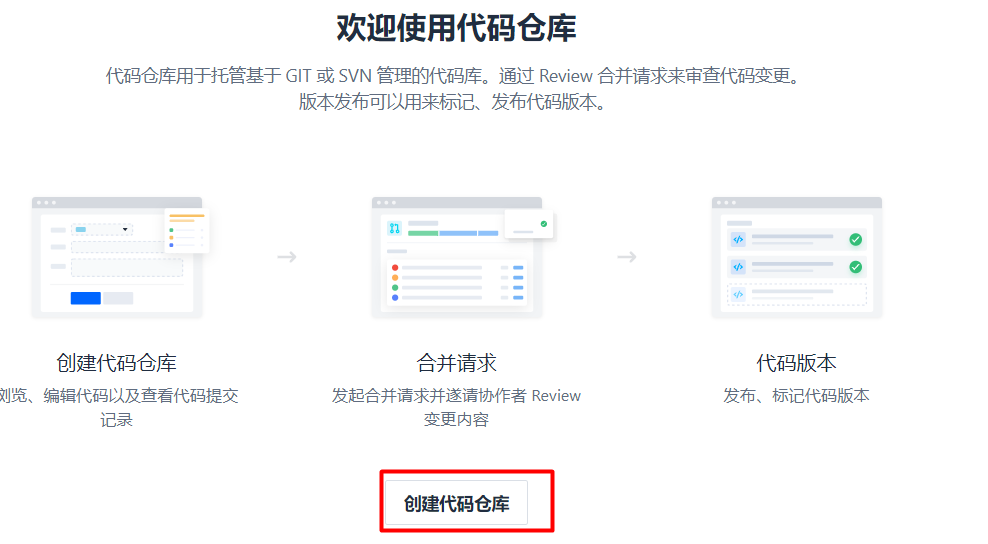 欢迎使用代码仓库
代码仓库用于托管基于 GIT 或 SVN 管理的代码库。通过 Review 合并请求来审查代码变更。
版本发布可以用来标记、发布代码版本。
创建代码仓库
浏览、编辑代码以及查看代码提交
记录
合并请求
发起合并请求并邀请协作者 Review
变更内容
代码版本
发布、标记代码版本
创建代码仓库